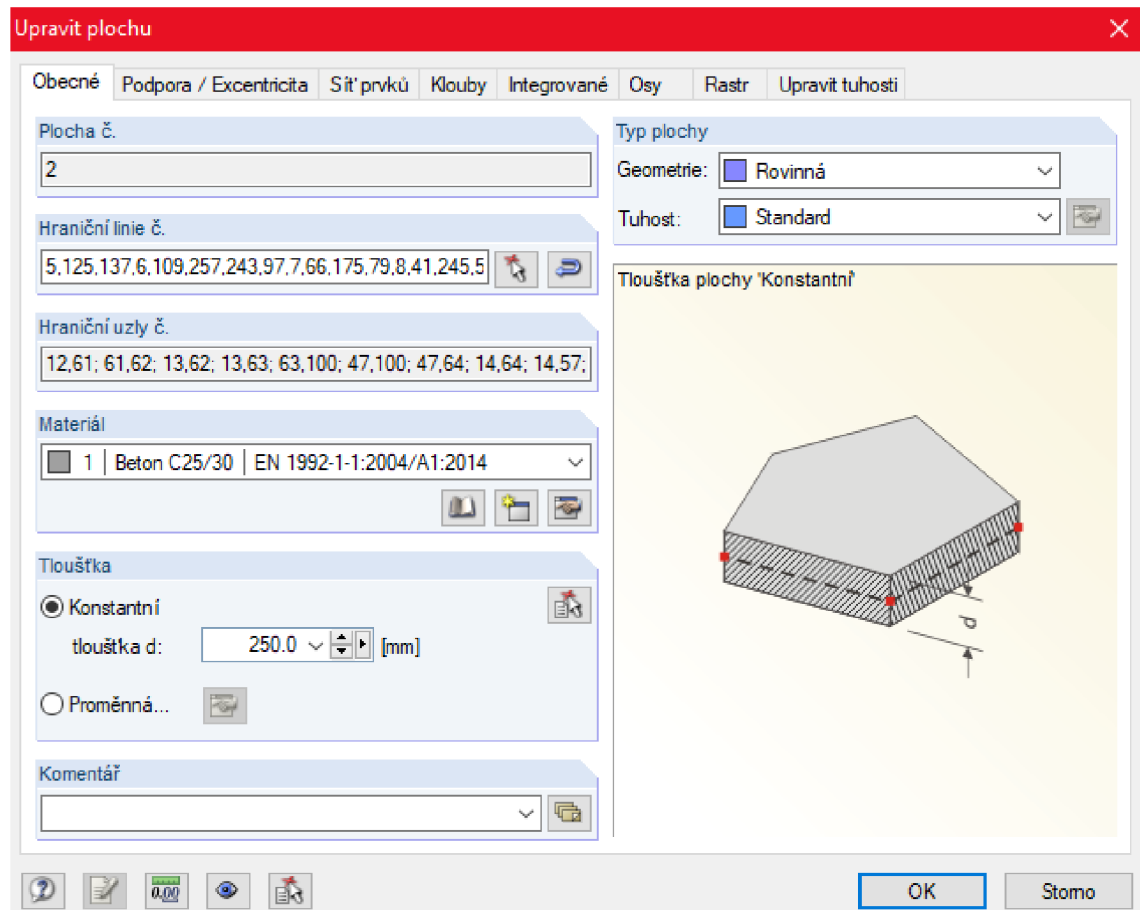 Upravit plochu
Obecné Podpora / Excentricita Síť prvků Klouby Integrované Osy Rastr Upravit tuhosti
Plocha č.
2
Hraniční linie č.
5,125,137,6,109,257,243,97,7,66,175,79,8,41,245,5
Hraniční uzly č.
12,61; 61,62; 13,62; 13,63; 63,100; 47,100; 47,64; 14,64; 14,57;
Materiál
1 Beton C25/30 EN 1992-1-1:2004/A1:2014
Tloušťka
Konstantní
tloušťka d: 250.0 [mm]
Proměnná...
Komentář
Typ plochy
Geometrie: Rovinná
Tuhost: Standard
Tloušťka plochy 'Konstantní'
d
0.00
OK Storno